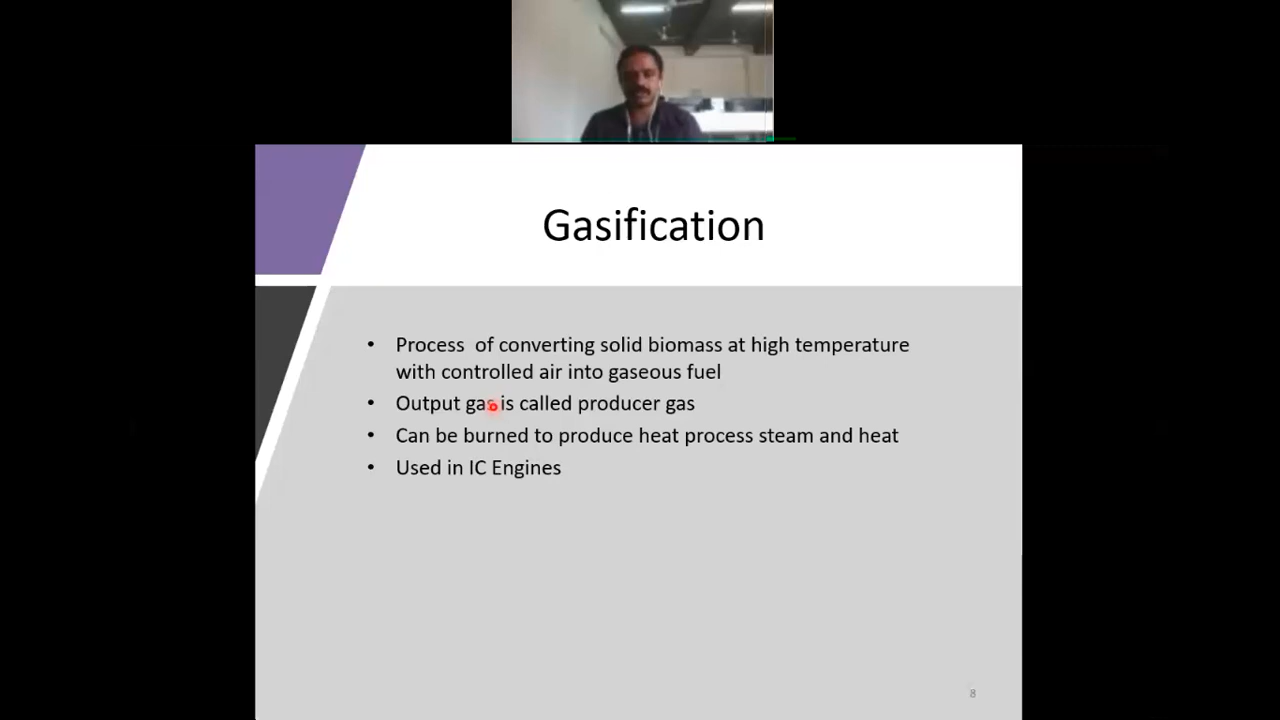 Gasification
• Process of converting solid biomass at high temperature
with controlled air into gaseous fuel
• Output gas is called producer gas
• Can be burned to produce heat process steam and heat
• Used in IC Engines
8